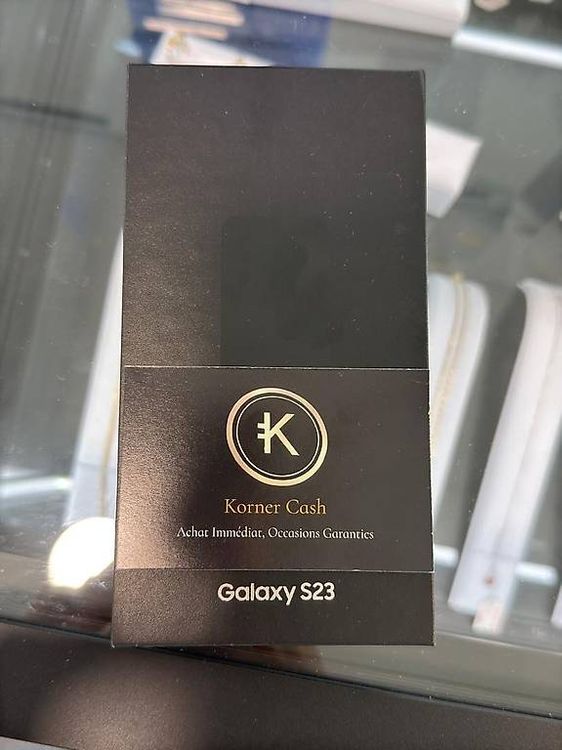 K
Korner Cash
Achat Immédiat, Occasions Garanties
Galaxy S23